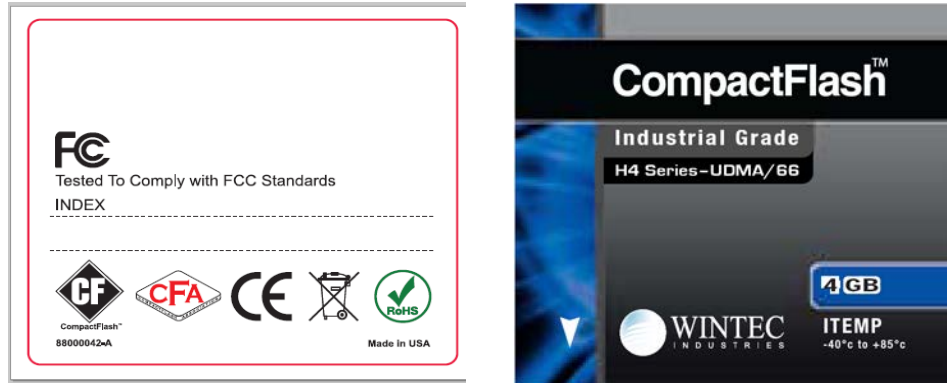 FC
Tested To Comply with FCC Standards
INDEX
CF
CFA
CE
RoHS
CompactFlash™
88000042-A
Made in USA
CompactFlash™
Industrial Grade
H4 Series-UDMA/66
4GB
WINTEC
INDUSTRIES
ITEMP
-40°c to +85°c